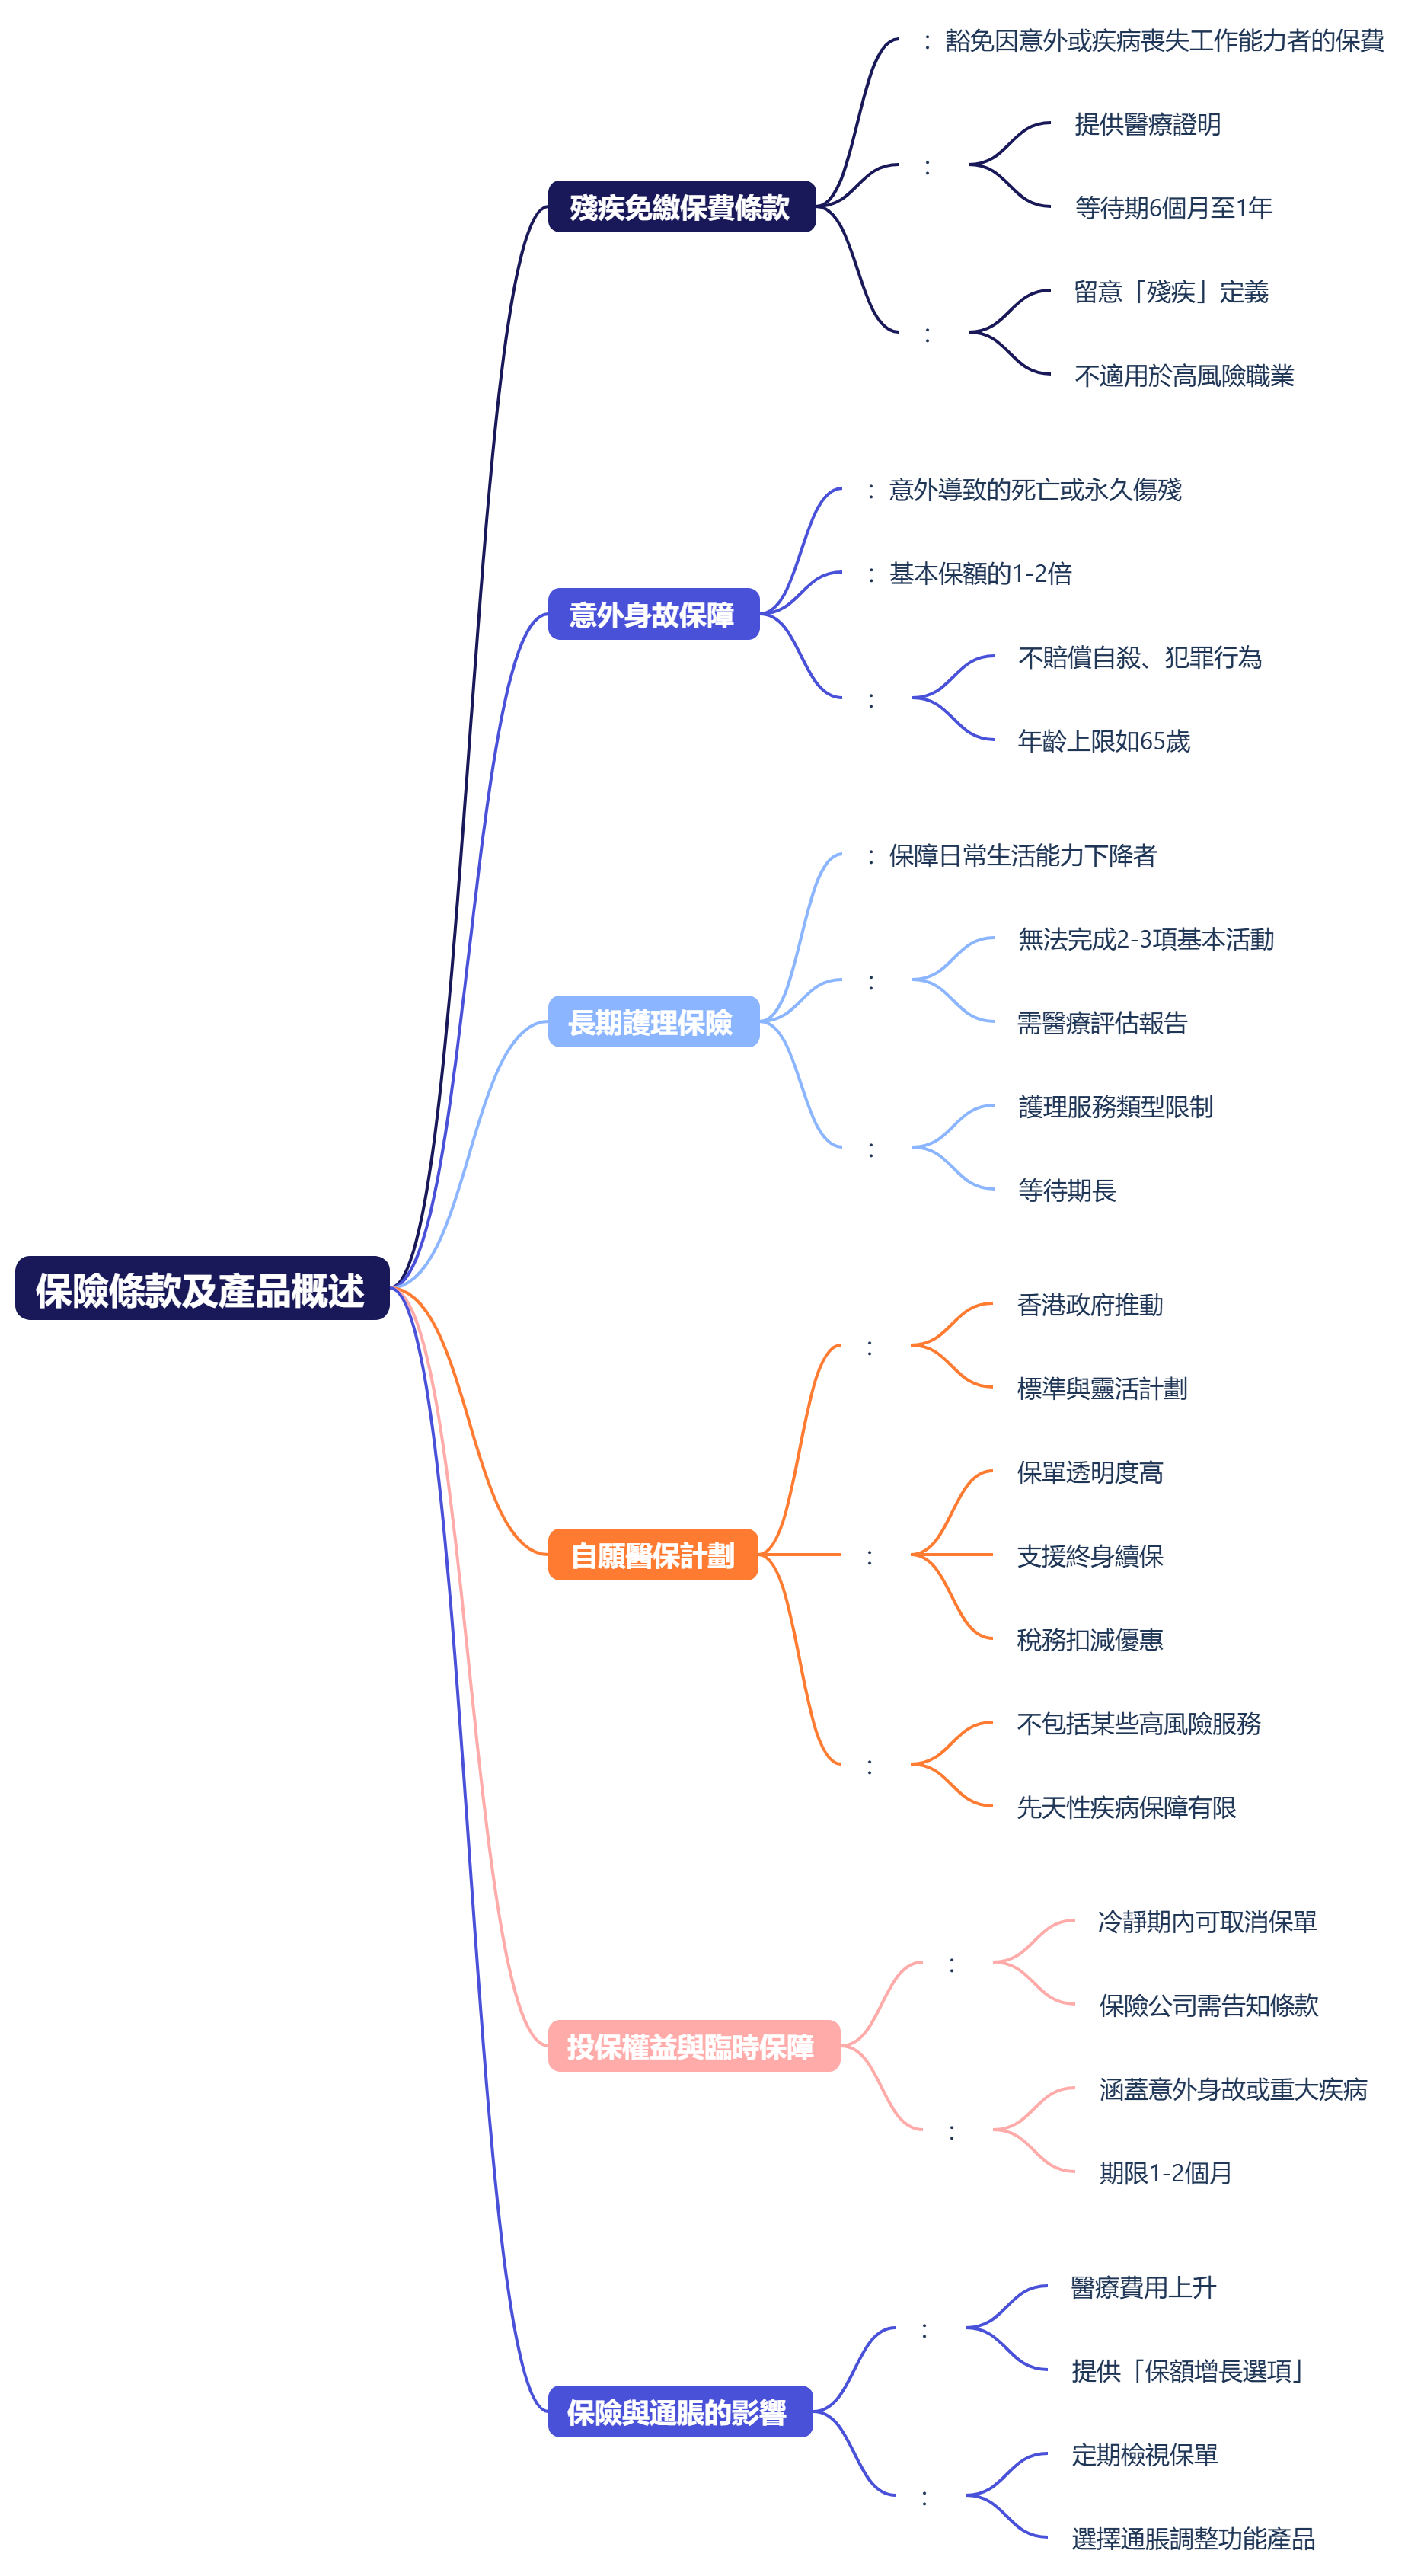 保險條款及產品概述
殘疾免繳保費條款
：豁免因意外或疾病喪失工作能力者的保費
：
提供醫療證明
等待期6個月至1年
：
留意「殘疾」定義
不適用於高風險職業
意外身故保障
：意外導致的死亡或永久傷殘
：基本保額的1-2倍
：
不賠償自殺、犯罪行為
年齡上限如65歲
長期護理保險
：保障日常生活能力下降者
：
無法完成2-3項基本活動
需醫療評估報告
：
護理服務類型限制
等待期長
自願醫保計劃
：
香港政府推動
標準與靈活計劃
：
保單透明度高
支援終身續保
稅務扣減優惠
：
不包括某些高風險服務
先天性疾病保障有限
投保權益與臨時保障
：
冷靜期內可取消保單
保險公司需告知條款
：
涵蓋意外身故或重大疾病
期限1-2個月
保險與通脹的影響
：
醫療費用上升
提供「保額增長選項」
：
定期檢視保單
選擇通脹調整功能產品